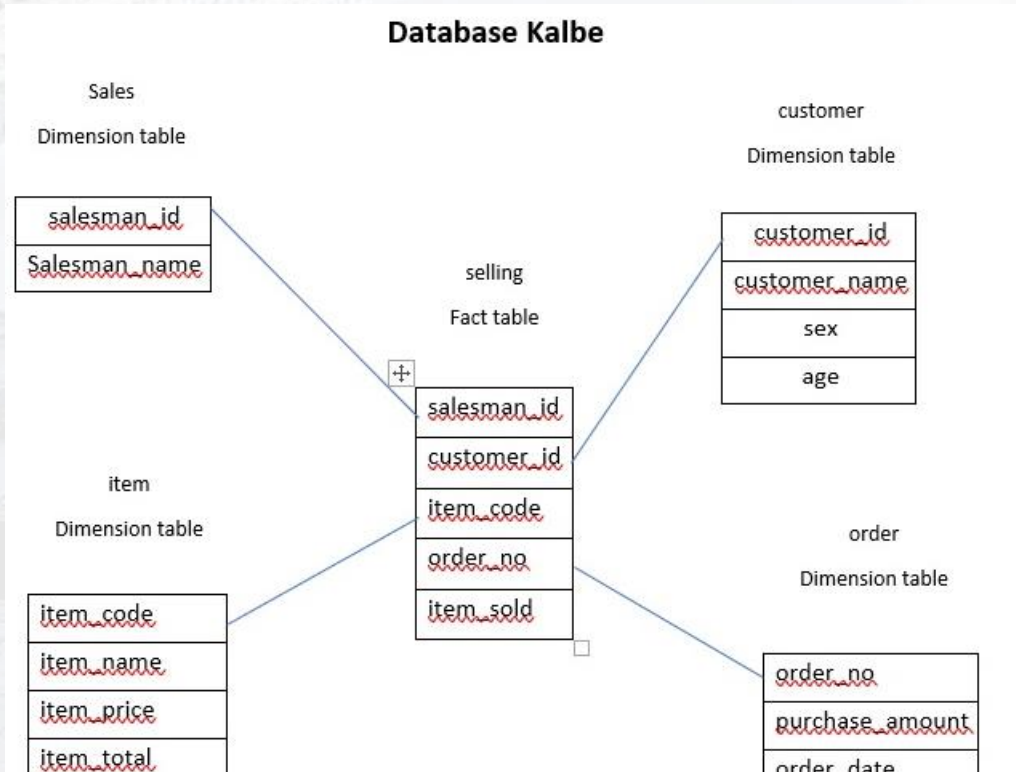 Database Kalbe
Sales
Dimension table
salesman_id
Salesman_name
customer
Dimension table
customer_id
customer_name
sex
age
selling
Fact table
salesman_id
customer_id
item_code
order_no
item_sold
item
Dimension table
item_code
item_name
item_price
item_total
order
Dimension table
order_no
purchase_amount
order_date